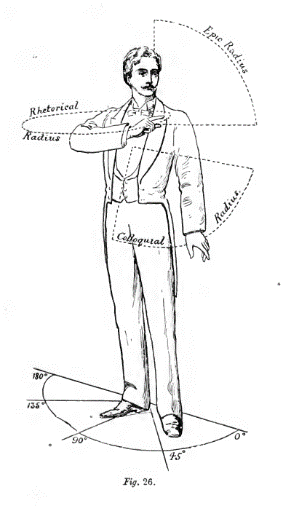 Epic Radius
Rhetorical
Radius
Colloquial Radius
180°
135°
90°
45°
0°
Fig. 26.